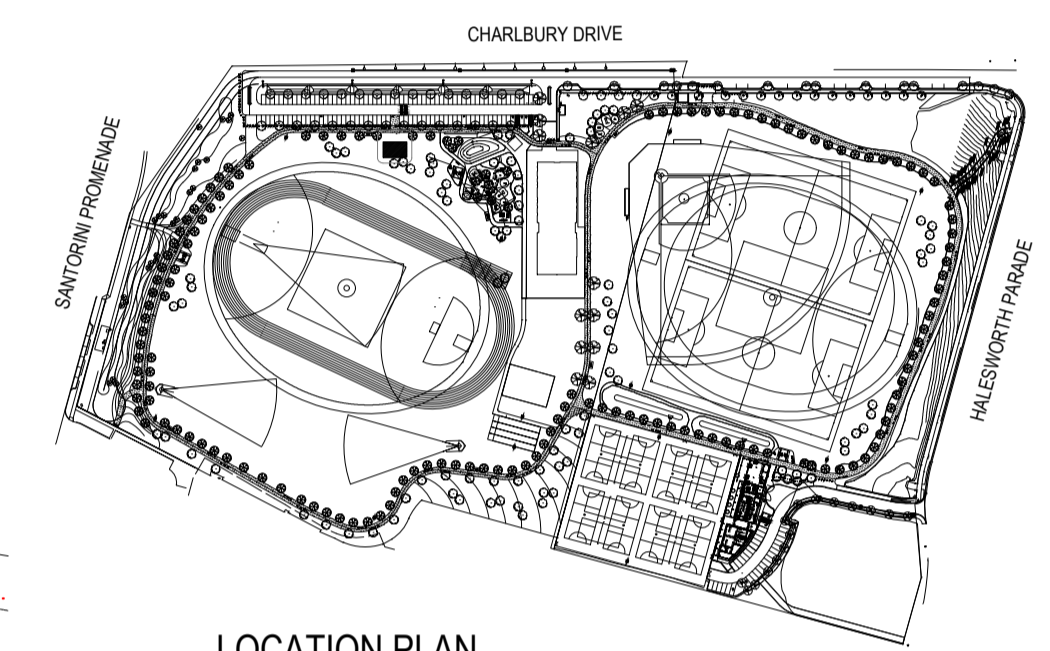 CHARLBURY DRIVE
SANTORINI PROMENADE
HALESWORTH PARADE
LOCATION PLAN